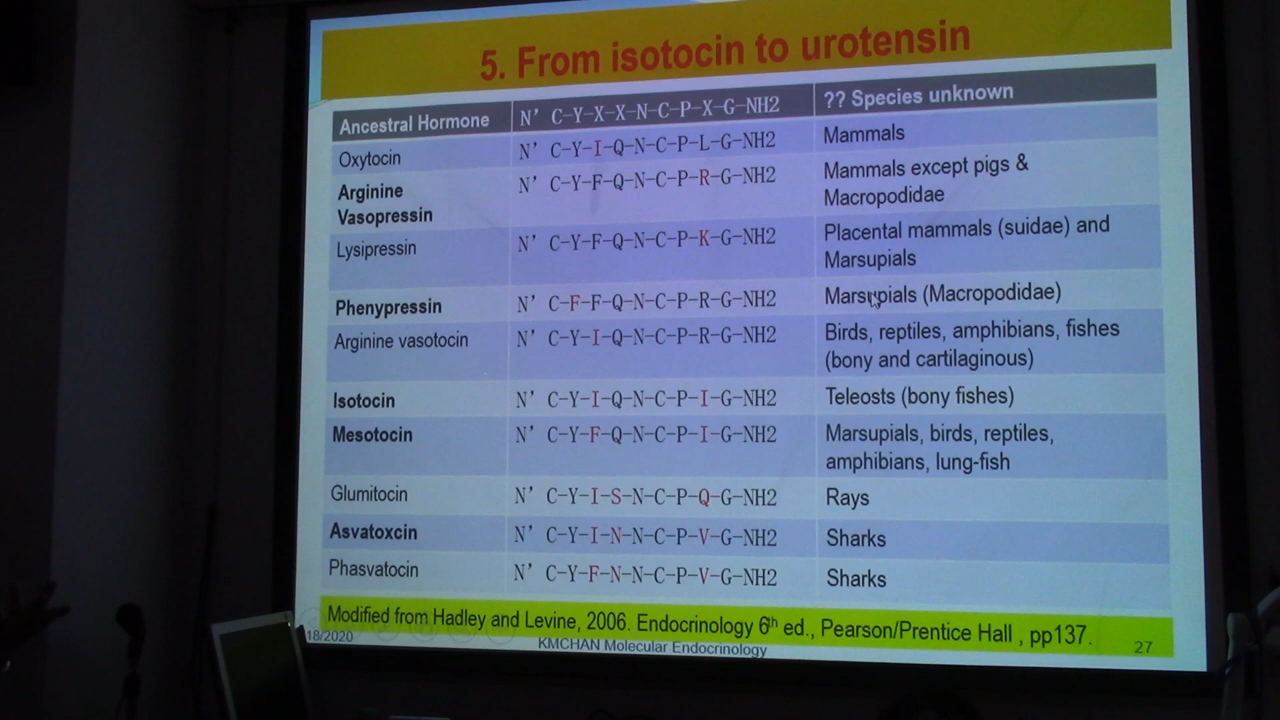 5. From isotocin to urotensin
Ancestral Hormone N' C-Y-X-X-N-C-P-X-G-NH2 ?? Species unknown
Oxytocin N' C-Y-I-Q-N-C-P-L-G-NH2 Mammals
Arginine
Vasopressin N' C-Y-F-Q-N-C-P-R-G-NH2 Mammals except pigs &
Macropodidae
Lysipressin N' C-Y-F-Q-N-C-P-K-G-NH2 Placental mammals (suidae) and
Marsupials
Phenypressin N' C-F-F-Q-N-C-P-R-G-NH2 Marsupials (Macropodidae)
Arginine vasotocin N' C-Y-I-Q-N-C-P-R-G-NH2 Birds, reptiles, amphibians, fishes
(bony and cartilaginous)
Isotocin N' C-Y-I-Q-N-C-P-I-G-NH2 Teleosts (bony fishes)
Mesotocin N' C-Y-F-Q-N-C-P-I-G-NH2 Marsupials, birds, reptiles,
amphibians, lung-fish
Glumitocin N' C-Y-I-S-N-C-P-Q-G-NH2 Rays
Asvatoxcin N' C-Y-I-N-N-C-P-V-G-NH2 Sharks
Phasvatocin N' C-Y-F-N-N-C-P-V-G-NH2 Sharks
Modified from Hadley and Levine, 2006. Endocrinology 6th ed., Pearson/Prentice Hall , pp137.
18/2020 KMCHAN Molecular Endocrinology 27